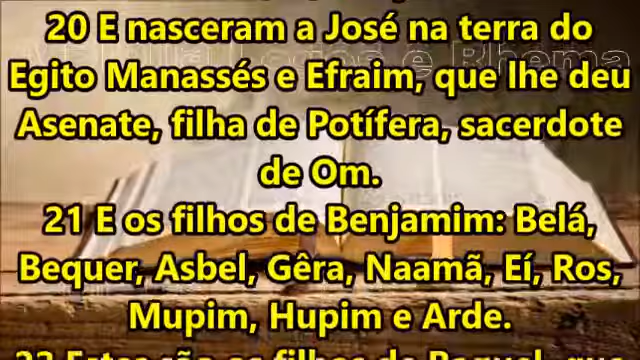 20 E nasceram a José na terra do
Egito Manassés e Efraim, que lhe deu
Asenate, filha de Potífera, sacerdote
de Om.
21 E os filhos de Benjamim: Belá,
Bequer, Asbel, Gêra, Naamã, Eí, Ros,
Mupim, Hupim e Arde.